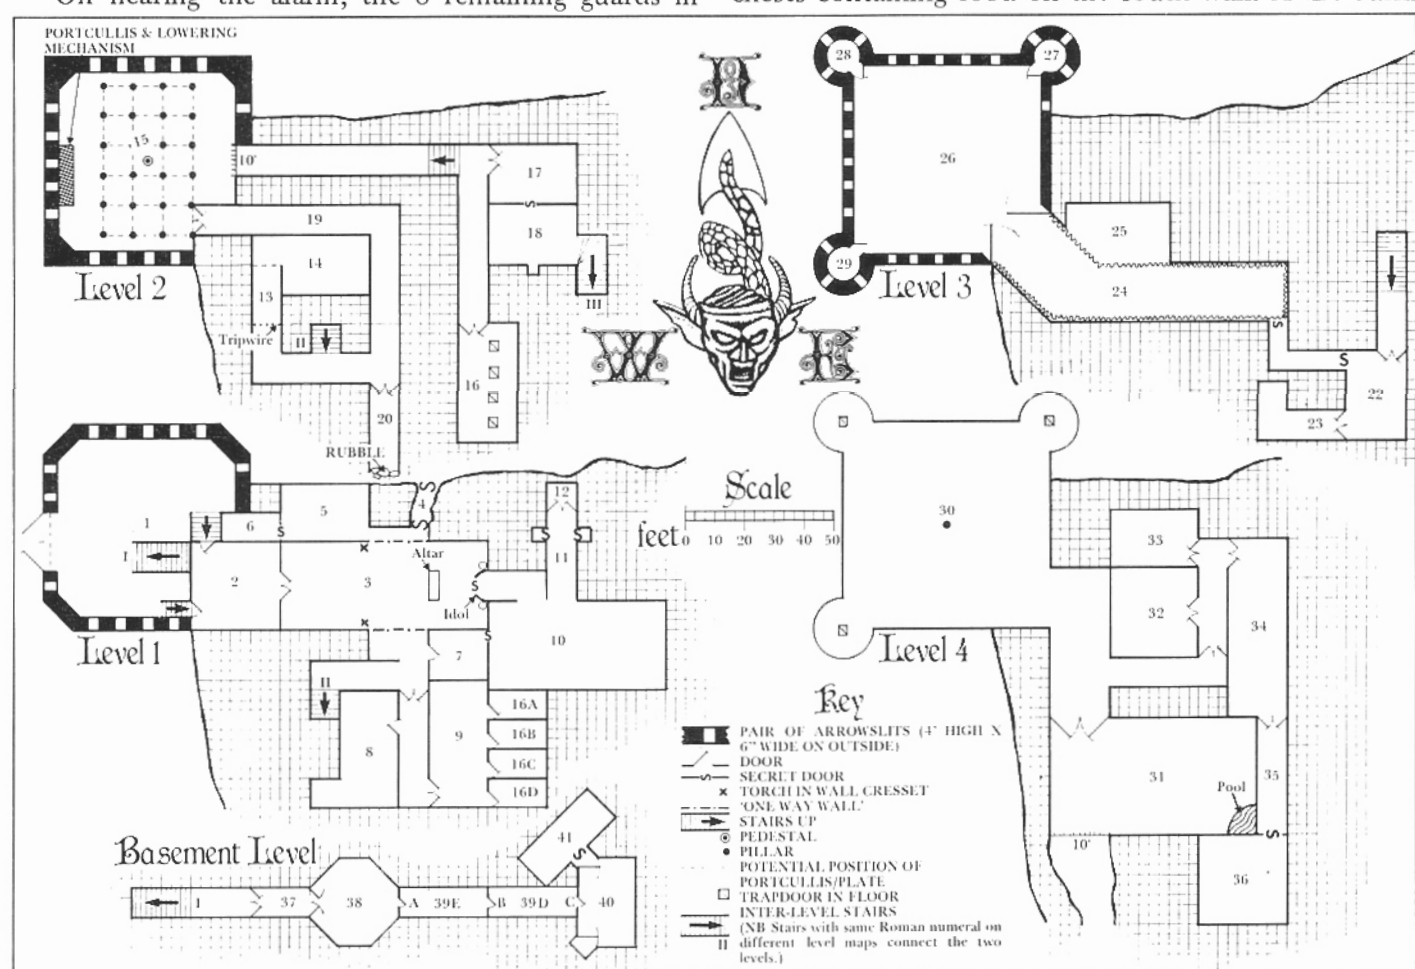 PORTCULLIS & LOWERING
MECHANISM
15
10'
17
S
18
19
14
13
Tripwire
II
III
16
20
RUBBLE
Level 2
N
W
E
28
27
26
25
29
24
S
S
22
23
Level 3
1
I
6
5
S
S
4
S
2
3
Altar
S
Idol
S
12
S
S
11
10
7
II
8
9
16A
16B
16C
16D
Level 1
Scale
feet
0 10 20 30 40 50
30
33
32
34
31
Pool
35
S
10'
36
Level 4
Basement Level
I
37
38
A
39E
B
39D
C
40
41
S
Key
PAIR OF ARROWSLITS (4' HIGH X
6" WIDE ON OUTSIDE)
DOOR
S SECRET DOOR
× TORCH IN WALL CRESSET
'ONE WAY WALL'
STAIRS UP
PEDESTAL
PILLAR
POTENTIAL POSITION OF
PORTCULLIS/PLATE
TRAPDOOR IN FLOOR
INTER-LEVEL STAIRS
(NB Stairs with same Roman numeral on
II different level maps connect the two
levels.)